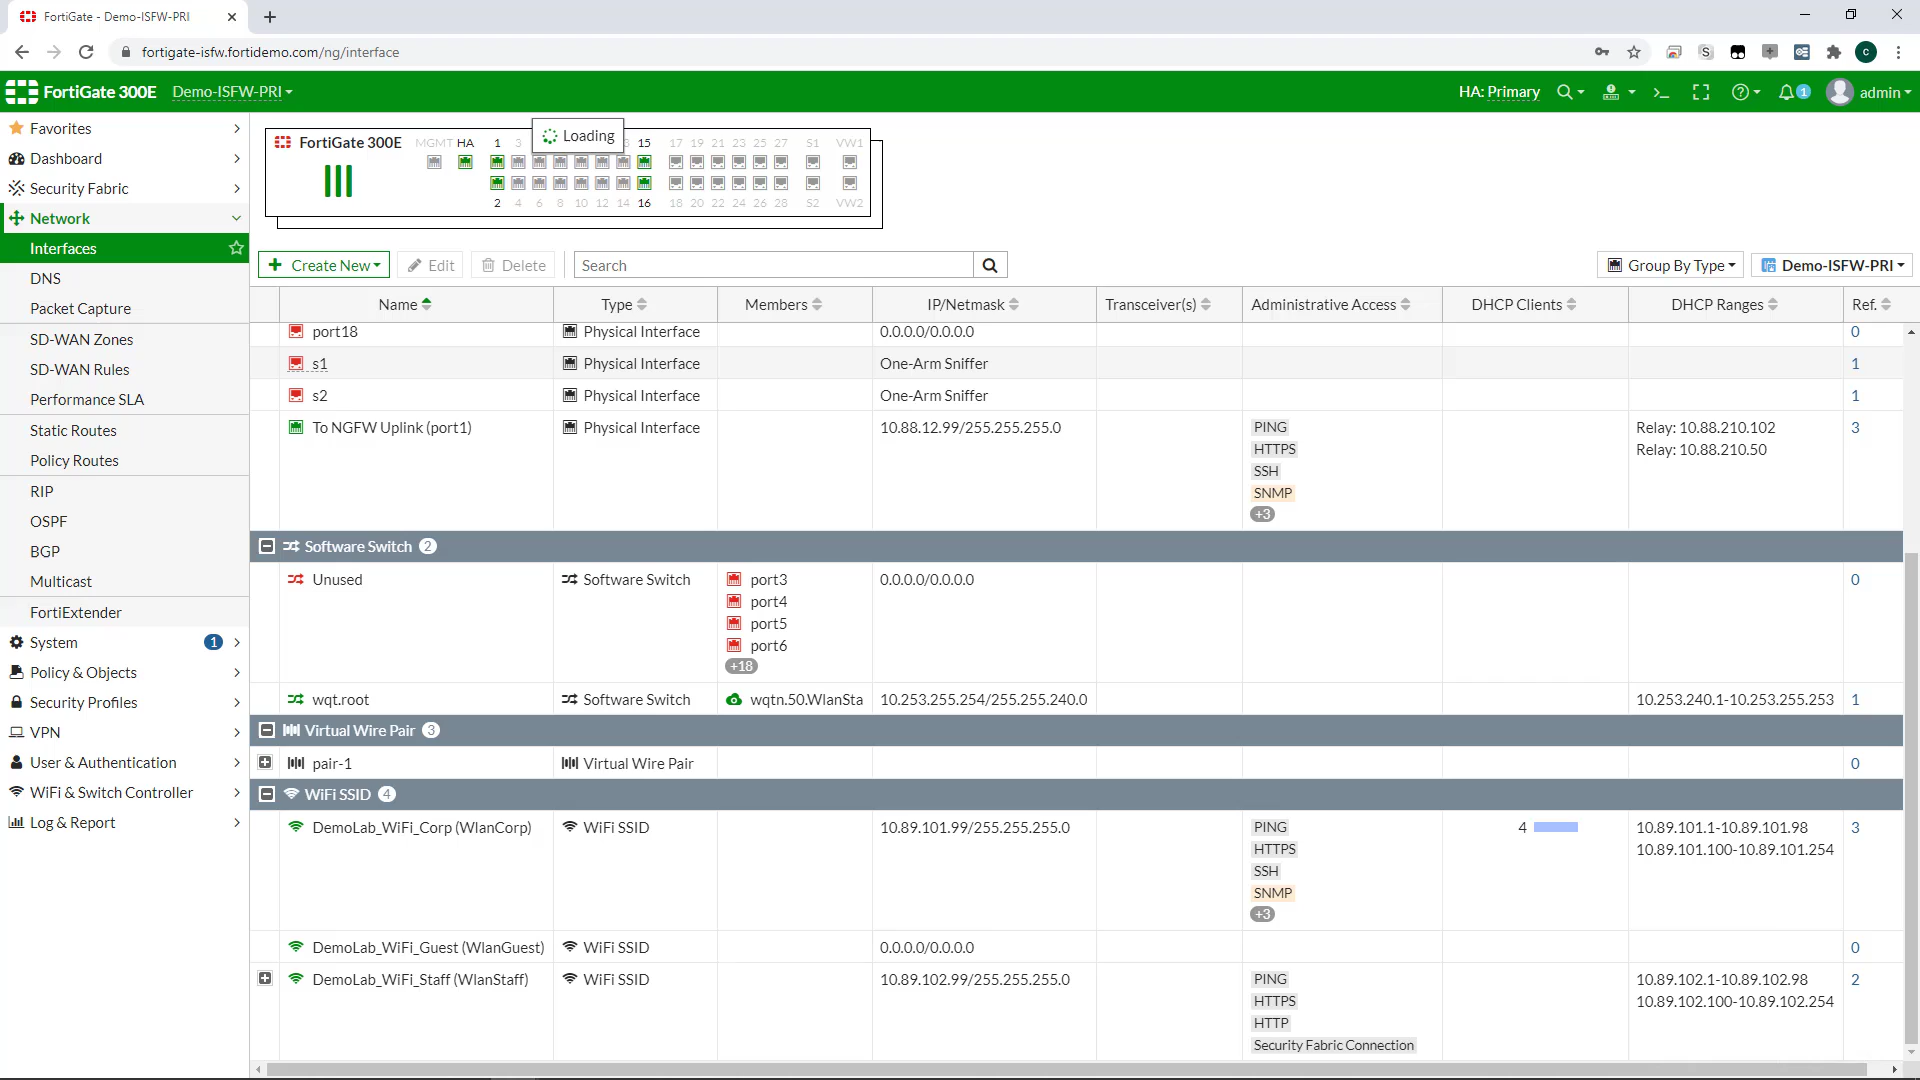 FortiGate - Demo-ISFW-PRI
fortigate-isfw.fortidemo.com/ng/interface
FortiGate 300E
Demo-ISFW-PRI
HA: Primary
1
admin
Favorites
Dashboard
Security Fabric
Network
Interfaces
DNS
Packet Capture
SD-WAN Zones
SD-WAN Rules
Performance SLA
Static Routes
Policy Routes
RIP
OSPF
BGP
Multicast
FortiExtender
System 1
Policy & Objects
Security Profiles
VPN
User & Authentication
WiFi & Switch Controller
Log & Report
FortiGate 300E MGMT HA 1 3 Loading 15 17 19 21 23 25 27 S1 VW1
2 4 6 8 10 12 14 16 18 20 22 24 26 28 S2 VW2
Create New Edit Delete Search Group By Type Demo-ISFW-PRI
Name Type Members IP/Netmask Transceiver(s) Administrative Access DHCP Clients DHCP Ranges Ref.
port18 Physical Interface 0.0.0.0/0.0.0.0 0
s1 Physical Interface One-Arm Sniffer 1
s2 Physical Interface One-Arm Sniffer 1
To NGFW Uplink (port1) Physical Interface 10.88.12.99/255.255.255.0 PING Relay: 10.88.210.102 3
HTTPS Relay: 10.88.210.50
SSH
SNMP
+3
Software Switch 2
Unused Software Switch port3 0.0.0.0/0.0.0.0 0
port4
port5
port6
+18
wqt.root Software Switch wqtn.50.WlanSta 10.253.255.254/255.255.240.0 10.253.240.1-10.253.255.253 1
Virtual Wire Pair 3
pair-1 Virtual Wire Pair 0
WiFi SSID 4
DemoLab_WiFi_Corp (WlanCorp) WiFi SSID 10.89.101.99/255.255.255.0 PING 4 10.89.101.1-10.89.101.98 3
HTTPS 10.89.101.100-10.89.101.254
SSH
SNMP
+3
DemoLab_WiFi_Guest (WlanGuest) WiFi SSID 0.0.0.0/0.0.0.0 0
DemoLab_WiFi_Staff (WlanStaff) WiFi SSID 10.89.102.99/255.255.255.0 PING 10.89.102.1-10.89.102.98 2
HTTPS 10.89.102.100-10.89.102.254
HTTP
Security Fabric Connection